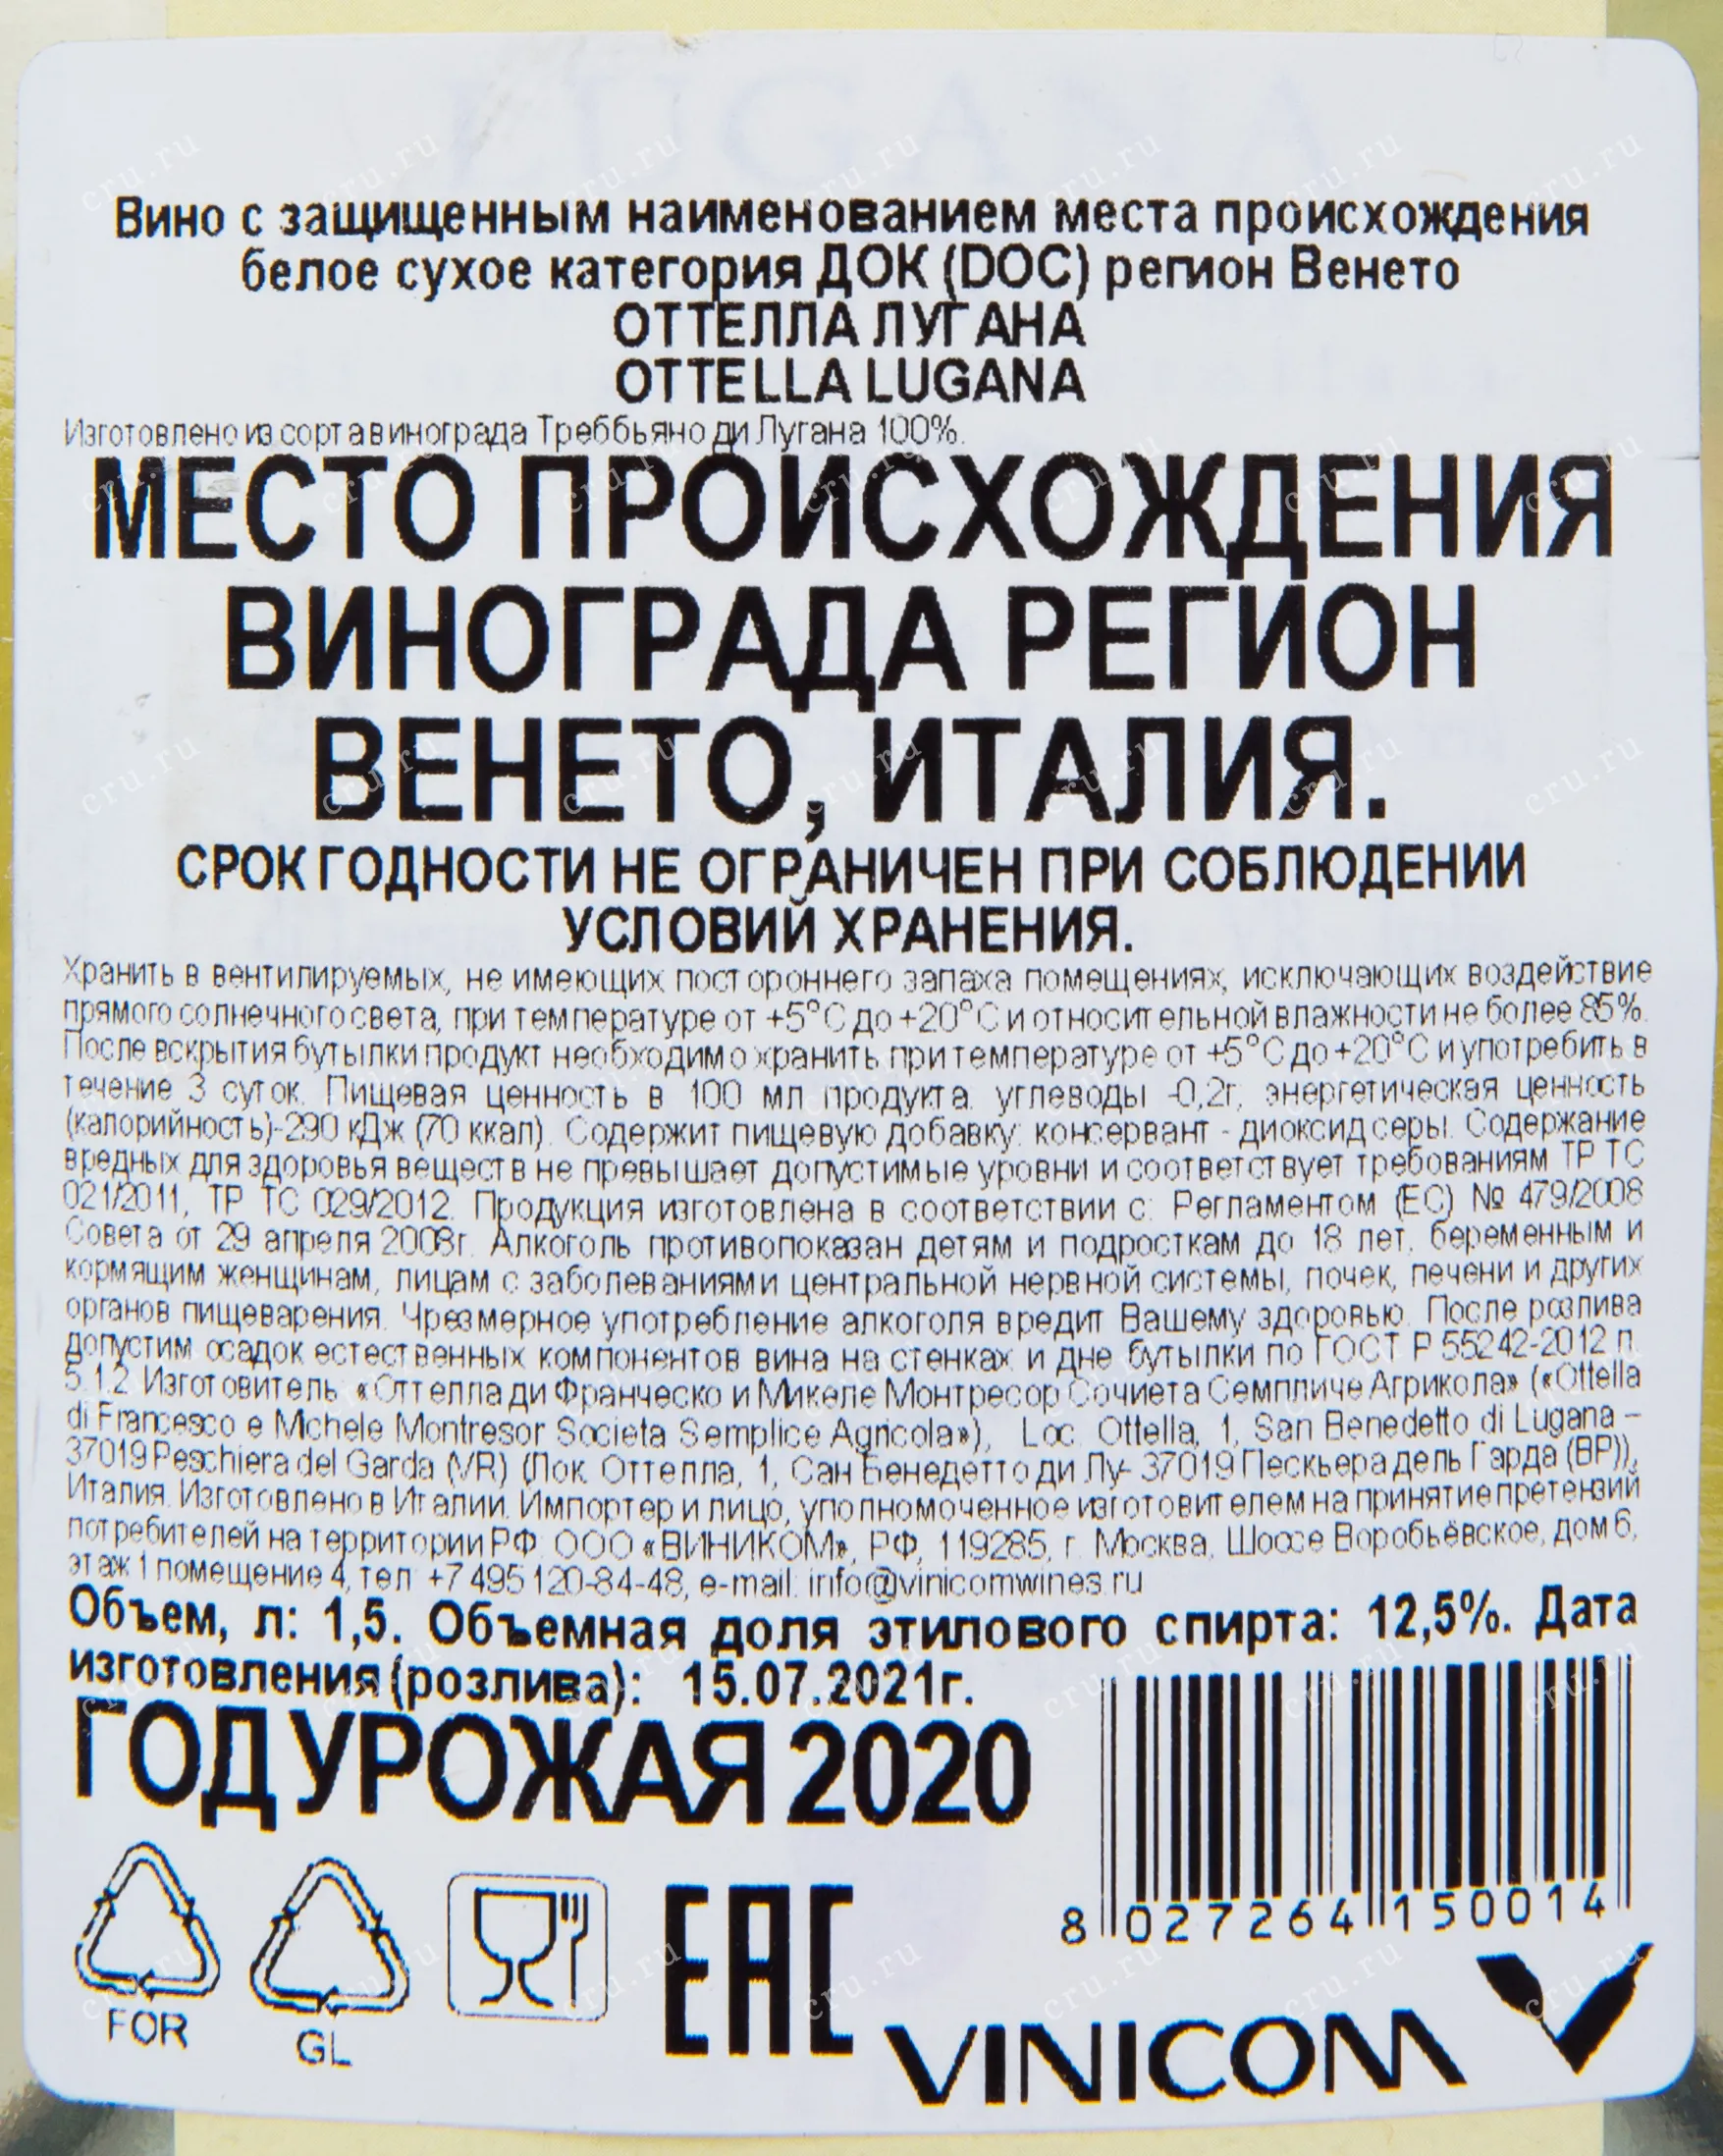 Вино с защищенным наименованием места происхождения
белое сухое категория ДОК (DOC) регион Венето
ОТТЕЛЛА ЛУГАНА
OTTELLA LUGANA
Изготовлено из сорта винограда Треббьяно ди Лугана 100%.
МЕСТО ПРОИСХОЖДЕНИЯ
ВИНОГРАДА РЕГИОН
ВЕНЕТО, ИТАЛИЯ.
СРОК ГОДНОСТИ НЕ ОГРАНИЧЕН ПРИ СОБЛЮДЕНИИ
УСЛОВИЙ ХРАНЕНИЯ.
Хранить в вентилируемых, не имеющих постороннего запаха помещениях, исключающих воздействие
прямого солнечного света, при температуре от +5°С до +20°С и относительной влажности не более 85%.
После вскрытия бутылки продукт необходимо хранить при температуре от +5°С до +20°С и употребить в
течение 3 суток. Пищевая ценность в 100 мл продукта: углеводы -0,2г; энергетическая ценность
(калорийность)-290 кДж (70 ккал). Содержит пищевую добавку: консервант - диоксид серы. Содержание
вредных для здоровья веществ не превышает допустимые уровни и соответствует требованиям ТР ТС
021/2011, ТР ТС 029/2012. Продукция изготовлена в соответствии с: Регламентом (ЕС) № 479/2008
Совета от 29 апреля 2008г. Алкоголь противопоказан детям и подросткам до 18 лет, беременным и
кормящим женщинам, лицам с заболеваниями центральной нервной системы, почек, печени и других
органов пищеварения. Чрезмерное употребление алкоголя вредит Вашему здоровью. После розлива
допустим осадок естественных компонентов вина на стенках и дне бутылки по ГОСТ Р 55242-2012 п.
5.1.2. Изготовитель: «Оттелла ди Франческо и Микеле Монтресор Сочиета Семпличе Агрикола» («Ottella
di Francesco e Michele Montresor Societa Semplice Agricola»), Loc. Ottella, 1, San Benedetto di Lugana –
37019 Peschiera del Garda (VR) (Лок. Оттелла, 1, Сан Бенедетто ди Лу- 37019 Пескьера дель Гарда (ВР)),
Италия. Изготовлено в Италии. Импортер и лицо, уполномоченное изготовителем на принятие претензий
потребителей на территории РФ: ООО «ВИНИКОМ», РФ, 119285, г. Москва, Шоссе Воробьёвское, дом 6,
этаж 1 помещение 4, тел: +7 495 120-84-48, e-mail: info@vinicomwines.ru
Объем, л: 1,5. Объемная доля этилового спирта: 12,5%. Дата
изготовления (розлива): 15.07.2021г.
ГОД УРОЖАЯ 2020
8 027264 150014
FOR
GL
EAC
VINICOM